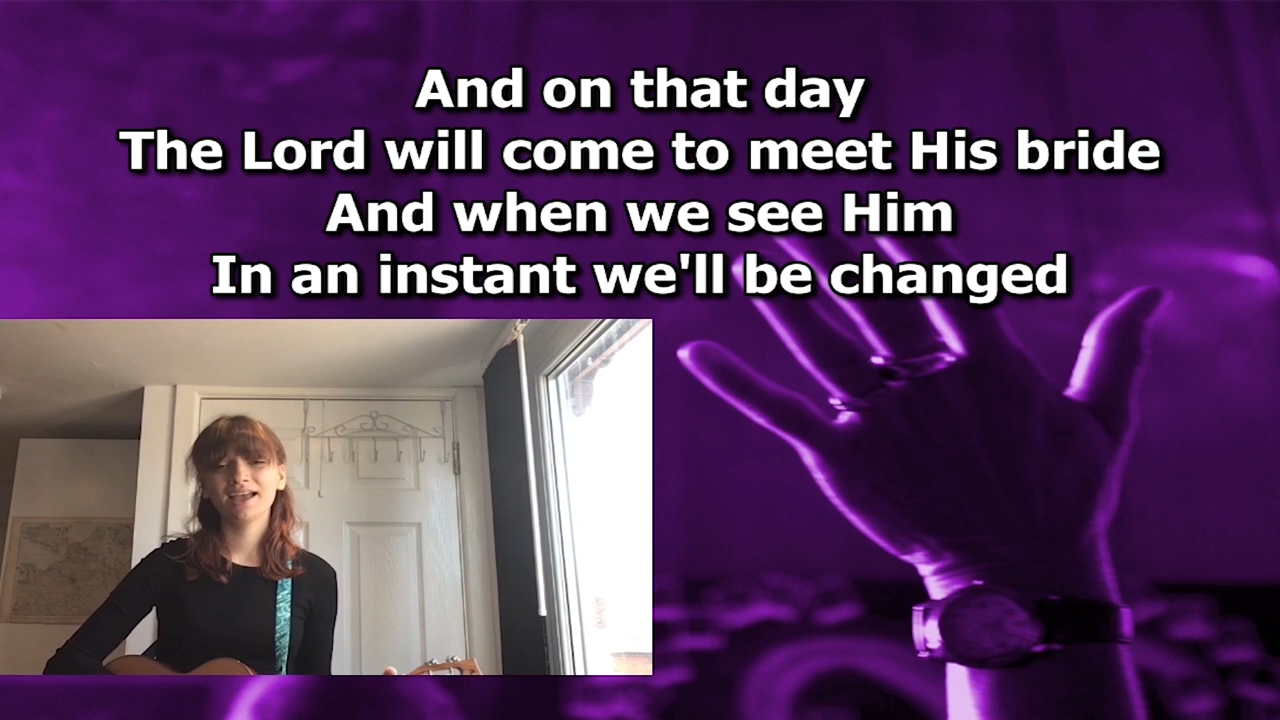 And on that day
The Lord will come to meet His bride
And when we see Him
In an instant we'll be changed